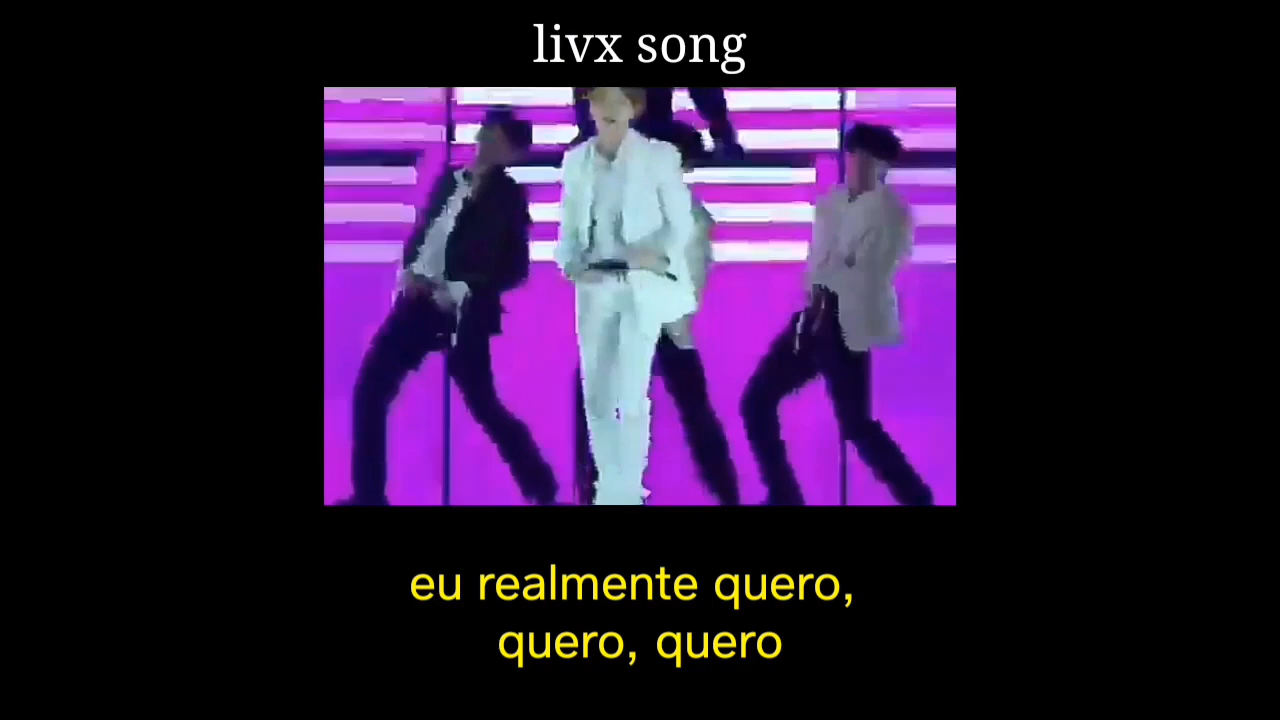 livx song
eu realmente quero,
quero, quero